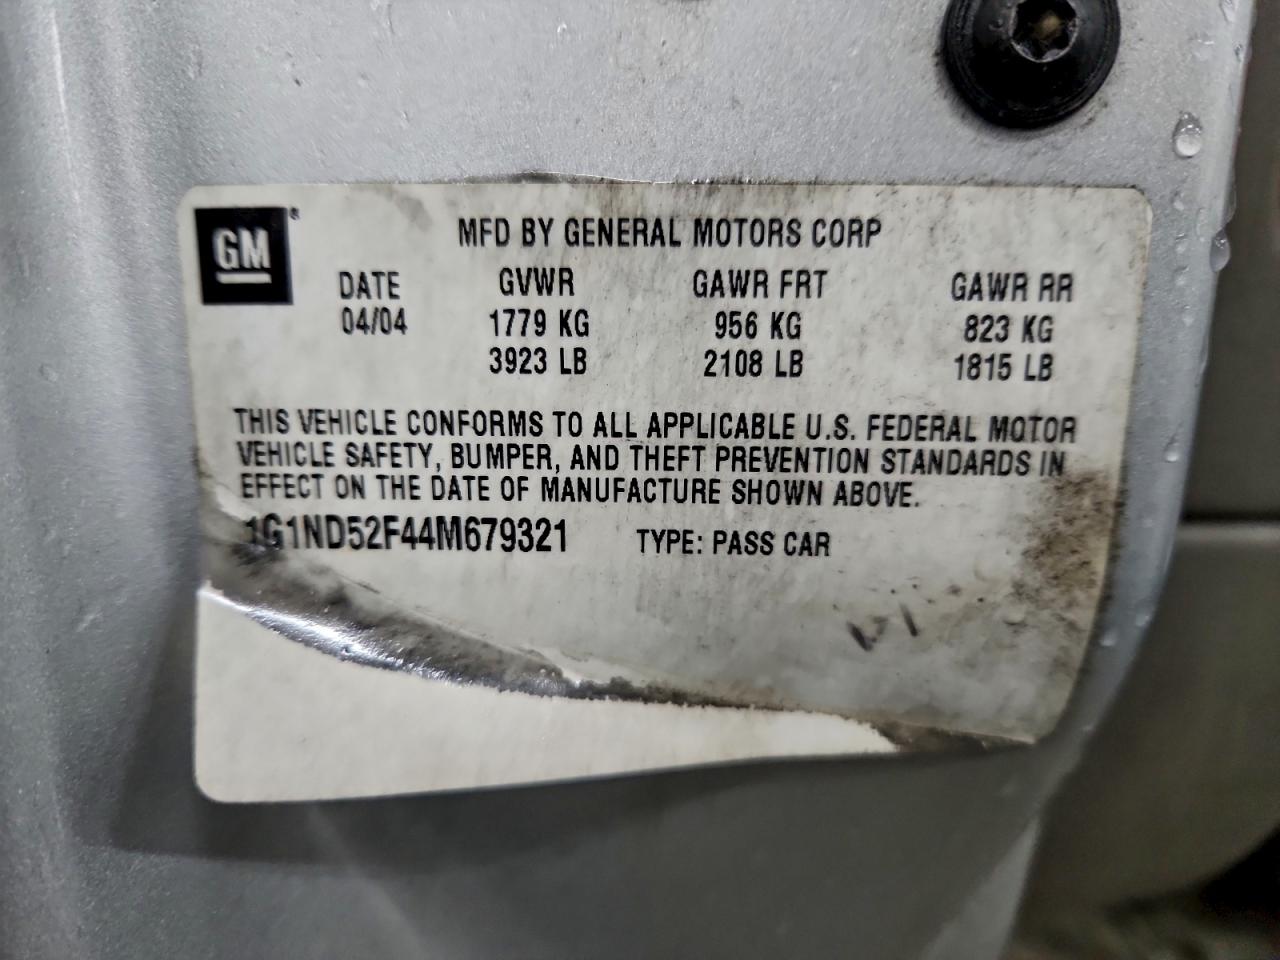 GM®
MFD BY GENERAL MOTORS CORP
DATE GVWR GAWR FRT GAWR RR
04/04 1779 KG 956 KG 823 KG
3923 LB 2108 LB 1815 LB
THIS VEHICLE CONFORMS TO ALL APPLICABLE U.S. FEDERAL MOTOR
VEHICLE SAFETY, BUMPER, AND THEFT PREVENTION STANDARDS IN
EFFECT ON THE DATE OF MANUFACTURE SHOWN ABOVE.
1G1ND52F44M679321 TYPE: PASS CAR